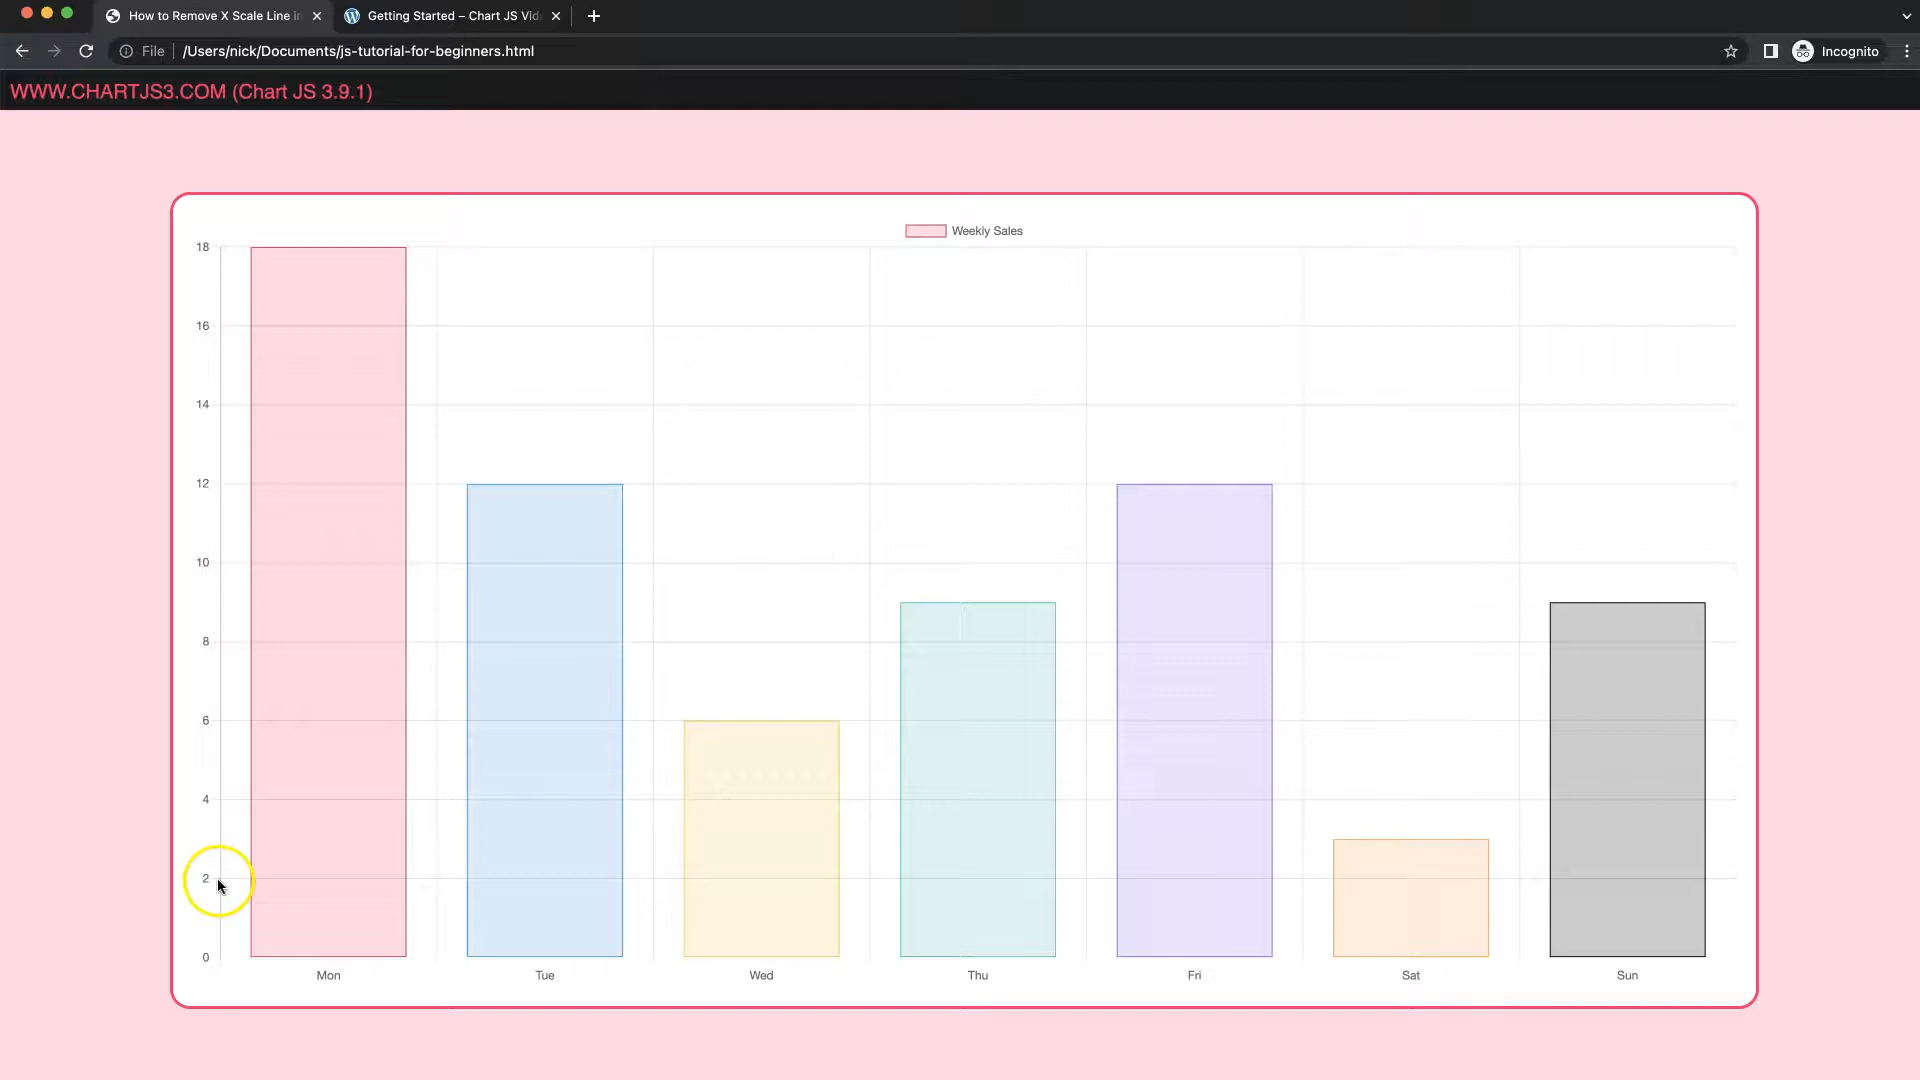 How to Remove X Scale Line in
Getting Started – Chart JS Vid
File
/Users/nick/Documents/js-tutorial-for-beginners.html
Incognito
WWW.CHARTJS3.COM (Chart JS 3.9.1)
Weekly Sales
18
16
14
12
10
8
6
4
2
0
Mon Tue Wed Thu Fri Sat Sun